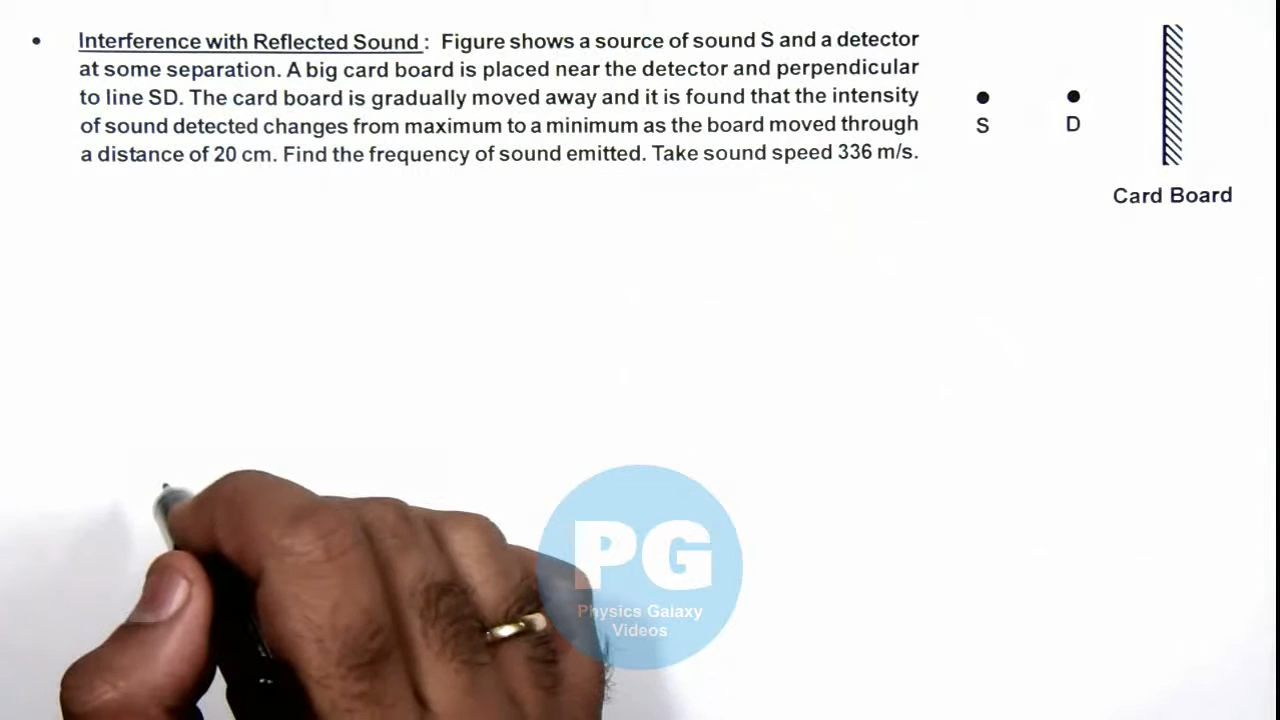 • Interference with Reflected Sound : Figure shows a source of sound S and a detector
at some separation. A big card board is placed near the detector and perpendicular
to line SD. The card board is gradually moved away and it is found that the intensity
of sound detected changes from maximum to a minimum as the board moved through
a distance of 20 cm. Find the frequency of sound emitted. Take sound speed 336 m/s.
S D
Card Board
PG
Physics Galaxy
Videos